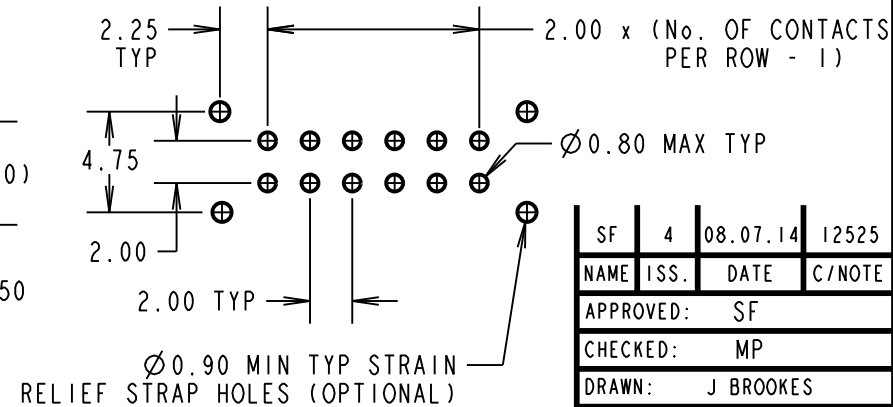 2.25
TYP
2.00 x (No. OF CONTACTS
PER ROW - 1)
4.75
0)
Ø0.80 MAX TYP
2.00
50
2.00 TYP
Ø0.90 MIN TYP STRAIN
RELIEF STRAP HOLES (OPTIONAL)
SF 4 08.07.14 12525
NAME ISS. DATE C/NOTE
APPROVED: SF
CHECKED: MP
DRAWN: J BROOKES